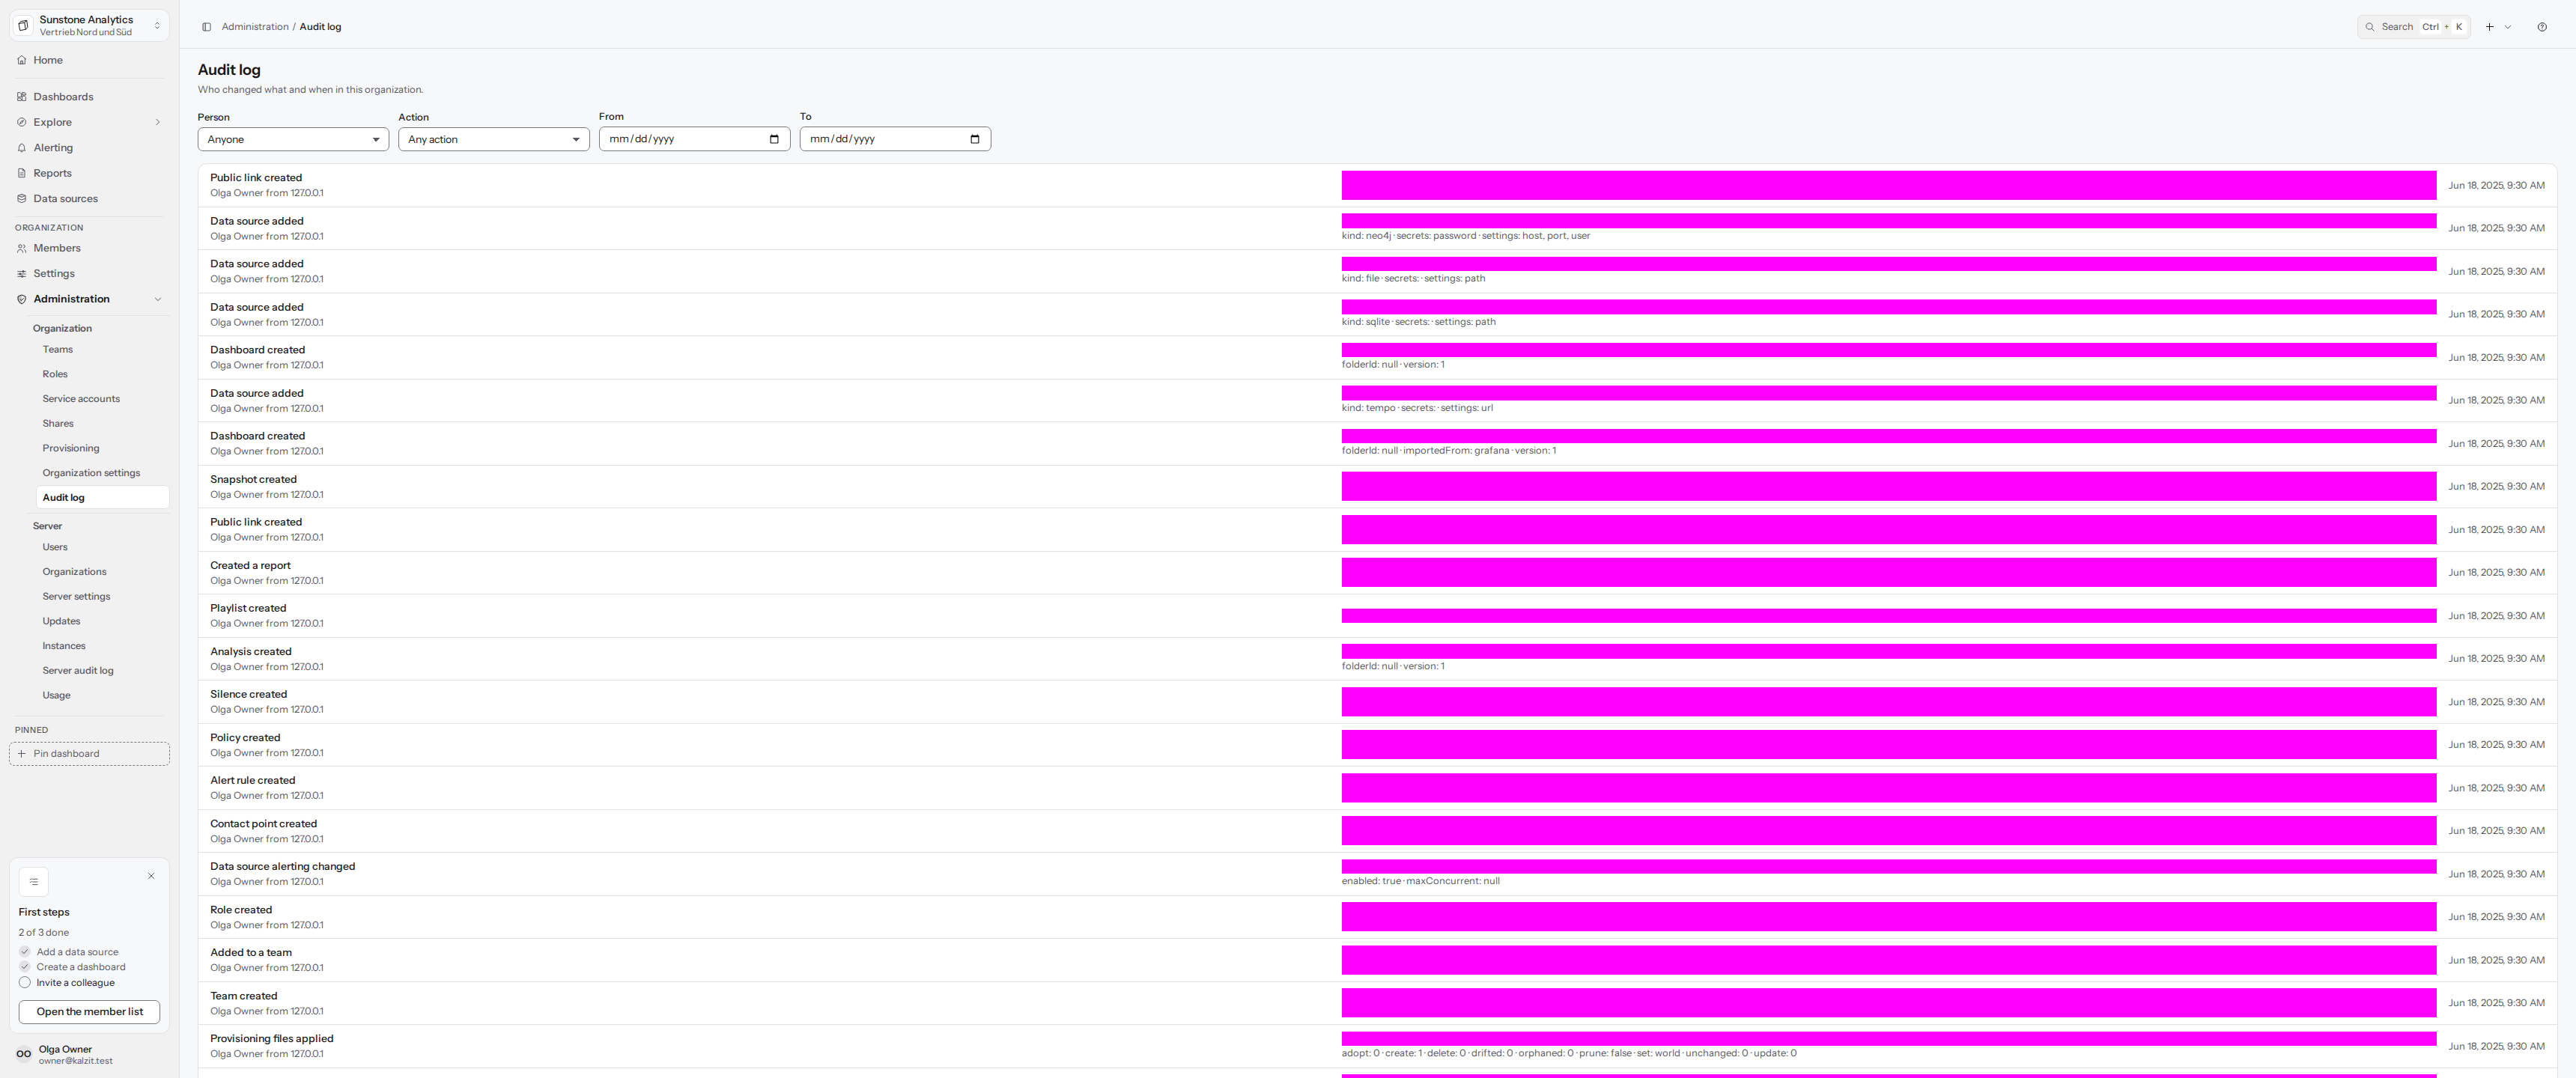 Sunstone Analytics
Vertrieb Nord und Süd
Home
Dashboards
Explore
Alerting
Reports
Data sources
ORGANIZATION
Members
Settings
Administration
Organization
Teams
Roles
Service accounts
Shares
Provisioning
Organization settings
Audit log
Server
Users
Organizations
Server settings
Updates
Instances
Server audit log
Usage
PINNED
Pin dashboard
First steps
2 of 3 done
Add a data source
Create a dashboard
Invite a colleague
Open the member list
OO
Olga Owner
owner@kalzit.test
Administration / Audit log
Search Ctrl + K
Audit log
Who changed what and when in this organization.
Person
Anyone
Action
Any action
From
mm/dd/yyyy
To
mm/dd/yyyy
Public link created
Olga Owner from 127.0.0.1
Jun 18, 2025, 9:30 AM
Data source added
Olga Owner from 127.0.0.1
kind: neo4j · secrets: password · settings: host, port, user
Jun 18, 2025, 9:30 AM
Data source added
Olga Owner from 127.0.0.1
kind: file · secrets: · settings: path
Jun 18, 2025, 9:30 AM
Data source added
Olga Owner from 127.0.0.1
kind: sqlite · secrets: · settings: path
Jun 18, 2025, 9:30 AM
Dashboard created
Olga Owner from 127.0.0.1
folderId: null · version: 1
Jun 18, 2025, 9:30 AM
Data source added
Olga Owner from 127.0.0.1
kind: tempo · secrets: · settings: url
Jun 18, 2025, 9:30 AM
Dashboard created
Olga Owner from 127.0.0.1
folderId: null · importedFrom: grafana · version: 1
Jun 18, 2025, 9:30 AM
Snapshot created
Olga Owner from 127.0.0.1
Jun 18, 2025, 9:30 AM
Public link created
Olga Owner from 127.0.0.1
Jun 18, 2025, 9:30 AM
Created a report
Olga Owner from 127.0.0.1
Jun 18, 2025, 9:30 AM
Playlist created
Olga Owner from 127.0.0.1
Jun 18, 2025, 9:30 AM
Analysis created
Olga Owner from 127.0.0.1
folderId: null · version: 1
Jun 18, 2025, 9:30 AM
Silence created
Olga Owner from 127.0.0.1
Jun 18, 2025, 9:30 AM
Policy created
Olga Owner from 127.0.0.1
Jun 18, 2025, 9:30 AM
Alert rule created
Olga Owner from 127.0.0.1
Jun 18, 2025, 9:30 AM
Contact point created
Olga Owner from 127.0.0.1
Jun 18, 2025, 9:30 AM
Data source alerting changed
Olga Owner from 127.0.0.1
enabled: true · maxConcurrent: null
Jun 18, 2025, 9:30 AM
Role created
Olga Owner from 127.0.0.1
Jun 18, 2025, 9:30 AM
Added to a team
Olga Owner from 127.0.0.1
Jun 18, 2025, 9:30 AM
Team created
Olga Owner from 127.0.0.1
Jun 18, 2025, 9:30 AM
Provisioning files applied
Olga Owner from 127.0.0.1
adopt: 0 · create: 1 · delete: 0 · drifted: 0 · orphaned: 0 · prune: false · set: world · unchanged: 0 · update: 0
Jun 18, 2025, 9:30 AM